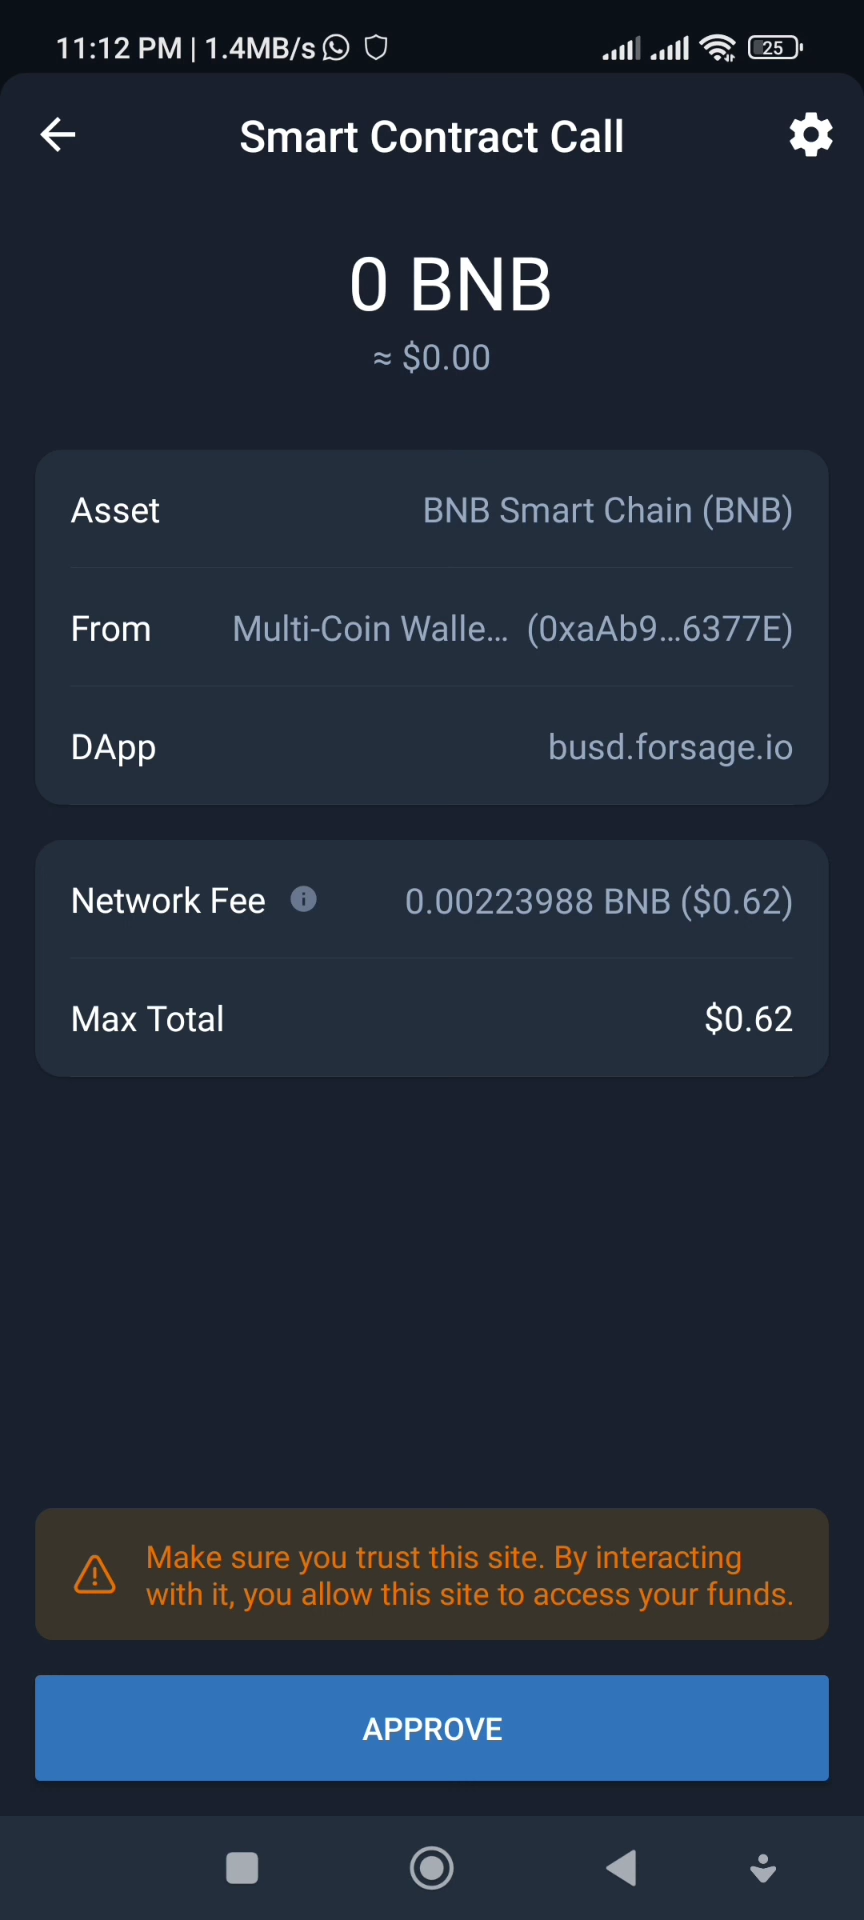 11:12 PM | 1.4MB/s 25
Smart Contract Call
0 BNB
≈ $0.00
Asset BNB Smart Chain (BNB)
From Multi-Coin Walle... (0xaAb9...6377E)
DApp busd.forsage.io
Network Fee 0.00223988 BNB ($0.62)
Max Total $0.62
Make sure you trust this site. By interacting
with it, you allow this site to access your funds.
APPROVE